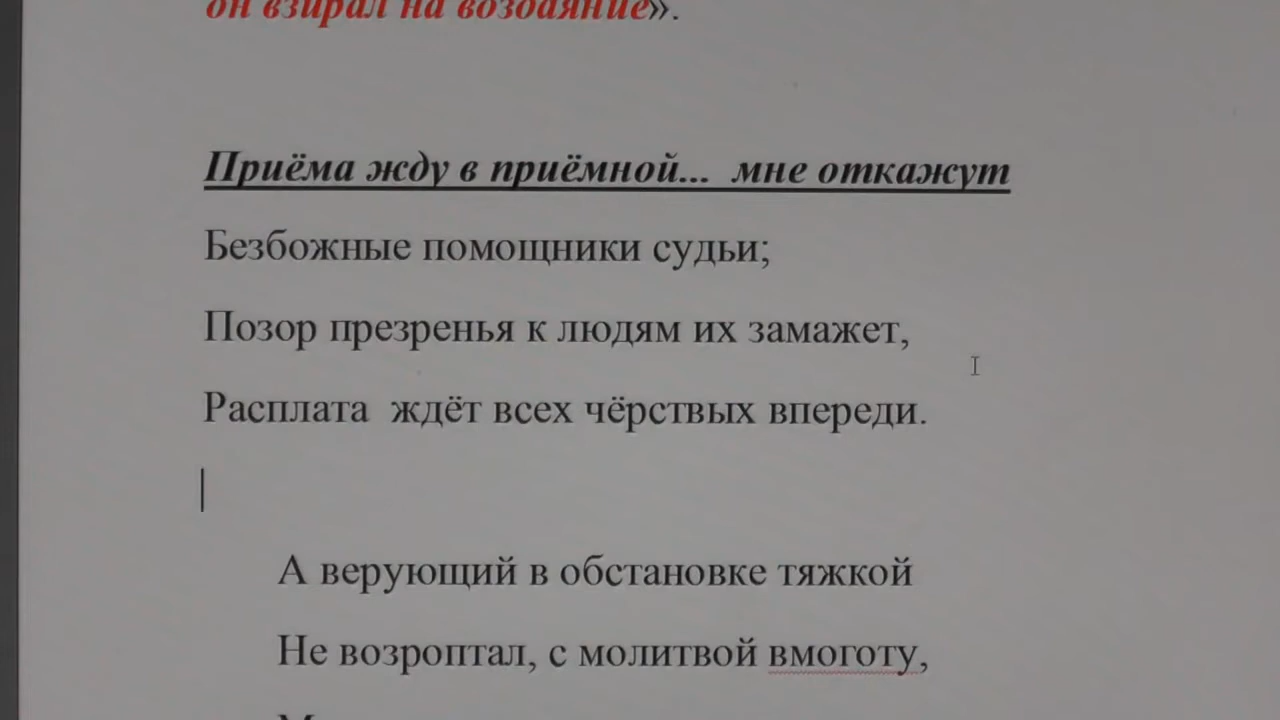 он взирал на воздаяние».
Приёма жду в приёмной... мне откажут
Безбожные помощники судьи;
Позор презренья к людям их замажет,
Расплата ждёт всех чёрствых впереди.
А верующий в обстановке тяжкой
Не возроптал, с молитвой вмоготу,